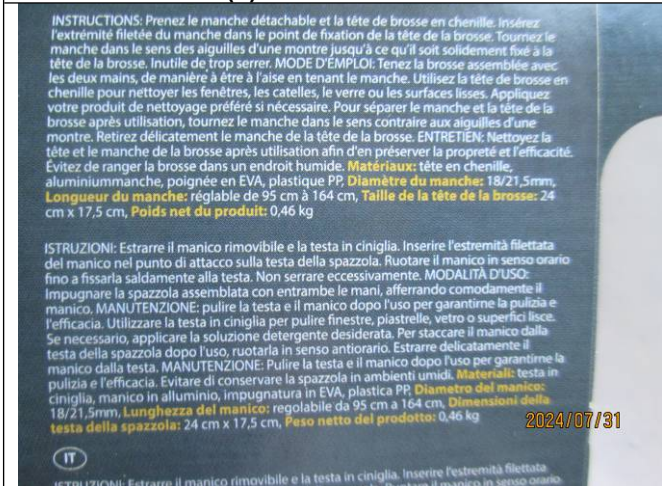 INSTRUCTIONS: Prenez le manche détachable et la tête de brosse en chenille. Insérez
l'extrémité filetée du manche dans le point de fixation de la tête de la brosse. Tournez le
manche dans le sens des aiguilles d'une montre jusqu'à ce qu'il soit solidement fixé à la
tête de la brosse. Inutile de trop serrer. MODE D'EMPLOI: Tenez la brosse assemblée avec
les deux mains, de manière à être à l'aise en tenant le manche. Utilisez la tête de brosse en
chenille pour nettoyer les fenêtres, les catelles, le verre ou les surfaces lisses. Appliquez
votre produit de nettoyage préféré si nécessaire. Pour séparer le manche et la tête de la
brosse après utilisation, tournez le manche dans le sens contraire aux aiguilles d'une
montre. Retirez délicatement le manche de la tête de la brosse. ENTRETIEN: Nettoyez la
tête et le manche de la brosse après utilisation afin d'en préserver la propreté et l'efficacité.
Évitez de ranger la brosse dans un endroit humide. Matériaux: tête en chenille,
aluminiummanche, poignée en EVA, plastique PP, Diamètre du manche: 18/21,5mm,
Longueur du manche: réglable de 95 cm à 164 cm, Taille de la tête de la brosse: 24
cm x 17,5 cm, Poids net du produit: 0,46 kg
ISTRUZIONI: Estrarre il manico rimovibile e la testa in ciniglia. Inserire l'estremità filettata
del manico nel punto di attacco sulla testa della spazzola. Ruotare il manico in senso orario
fino a fissarla saldamente alla testa. Non serrare eccessivamente. MODALITÀ D'USO:
Impugnare la spazzola assemblata con entrambe le mani, afferrando comodamente il
manico. MANUTENZIONE: pulire la testa e il manico dopo l'uso per garantirne la pulizia e
l'efficacia. Utilizzare la testa in ciniglia per pulire finestre, piastrelle, vetro o superfici lisce.
Se necessario, applicare la soluzione detergente desiderata. Per staccare il manico dalla
testa della spazzola dopo l'uso, ruotarla in senso antiorario. Estrarre delicatamente il
manico dalla testa. MANUTENZIONE: Pulire la testa e il manico dopo l'uso per garantirne la
pulizia e l'efficacia. Evitare di conservare la spazzola in ambienti umidi. Materiali: testa in
ciniglia, manico in alluminio, impugnatura in EVA, plastica PP, Diametro del manico:
18/21,5mm, Lunghezza del manico: regolabile da 95 cm a 164 cm, Dimensioni della
testa della spazzola: 24 cm x 17,5 cm, Peso netto del prodotto: 0,46 kg
2024/07/31
IT
ISTRUZIONI: Estrarre il manico rimovibile e la testa in ciniglia. Inserire l'estremità filettata